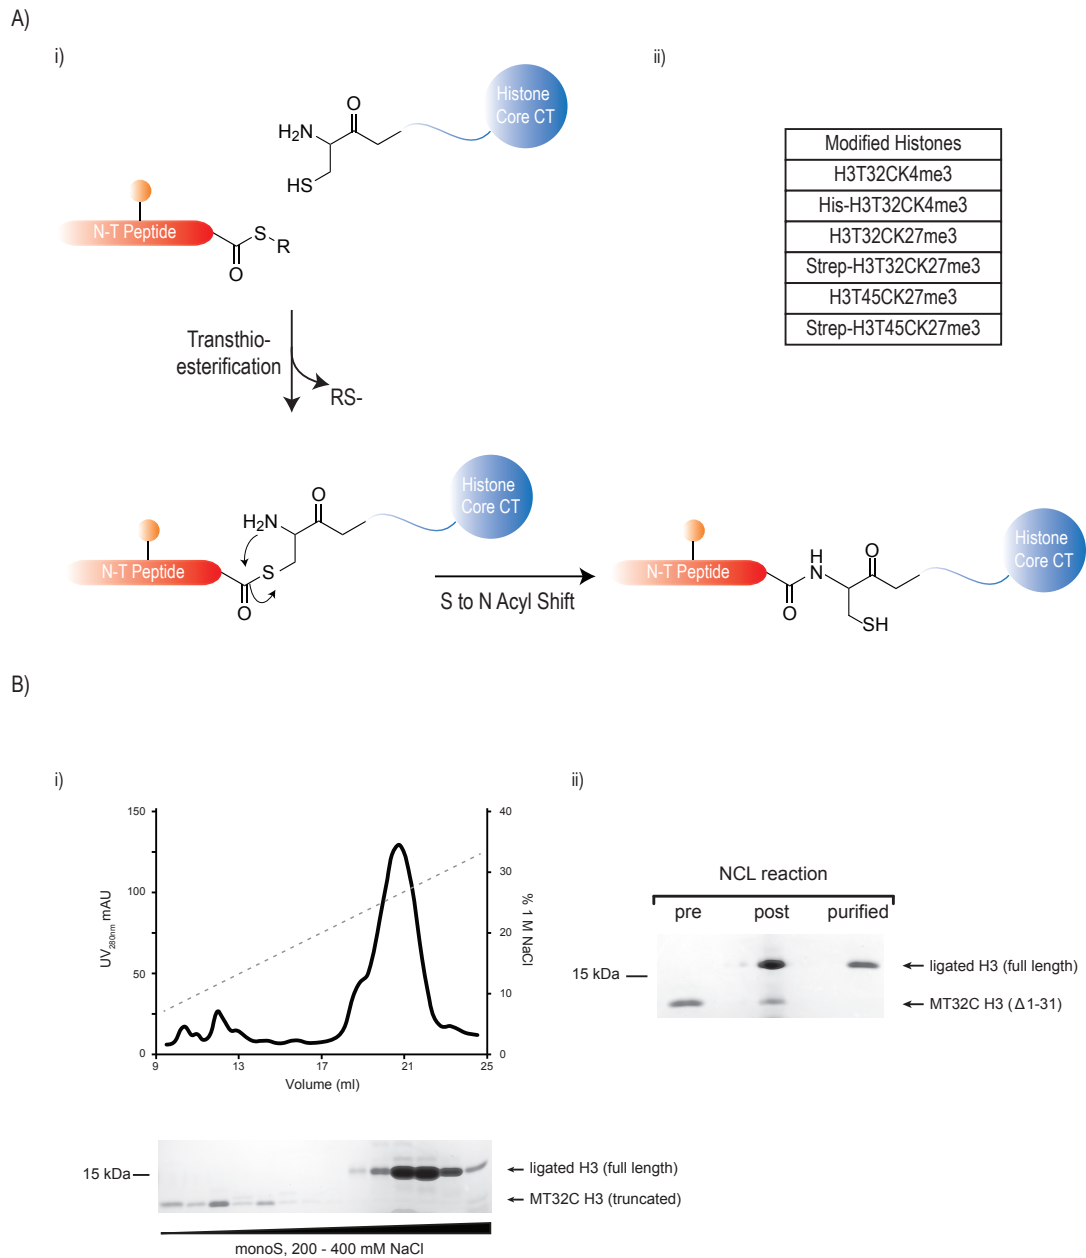 A)
i)
ii)
O
H2N
HS
Histone
Core CT
N-T Peptide
S
R
O
Modified Histones
H3T32CK4me3
His-H3T32CK4me3
H3T32CK27me3
Strep-H3T32CK27me3
H3T45CK27me3
Strep-H3T45CK27me3
Transthio-
esterification
RS-
O
H2N
S
Histone
Core CT
N-T Peptide
O
S to N Acyl Shift
N-T Peptide
H
N
O
O
SH
Histone
Core CT
B)
i)
ii)
150
100
50
0
UV280nm mAU
40
30
20
10
0
% 1 M NaCl
9
13
17
21
25
Volume (ml)
15 kDa
ligated H3 (full length)
MT32C H3 (truncated)
monoS, 200 - 400 mM NaCl
NCL reaction
pre
post
purified
15 kDa
ligated H3 (full length)
MT32C H3 (Δ1-31)